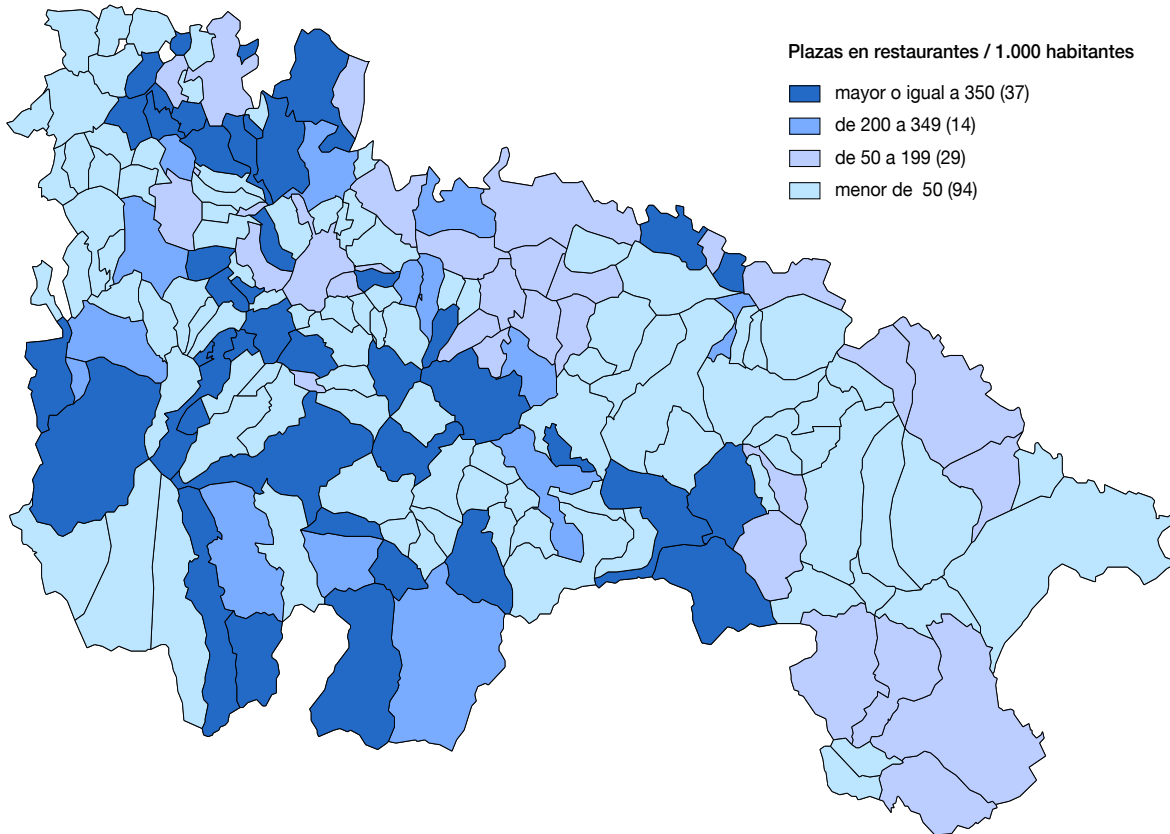 Plazas en restaurantes / 1.000 habitantes
mayor o igual a 350 (37)
de 200 a 349 (14)
de 50 a 199 (29)
menor de 50 (94)